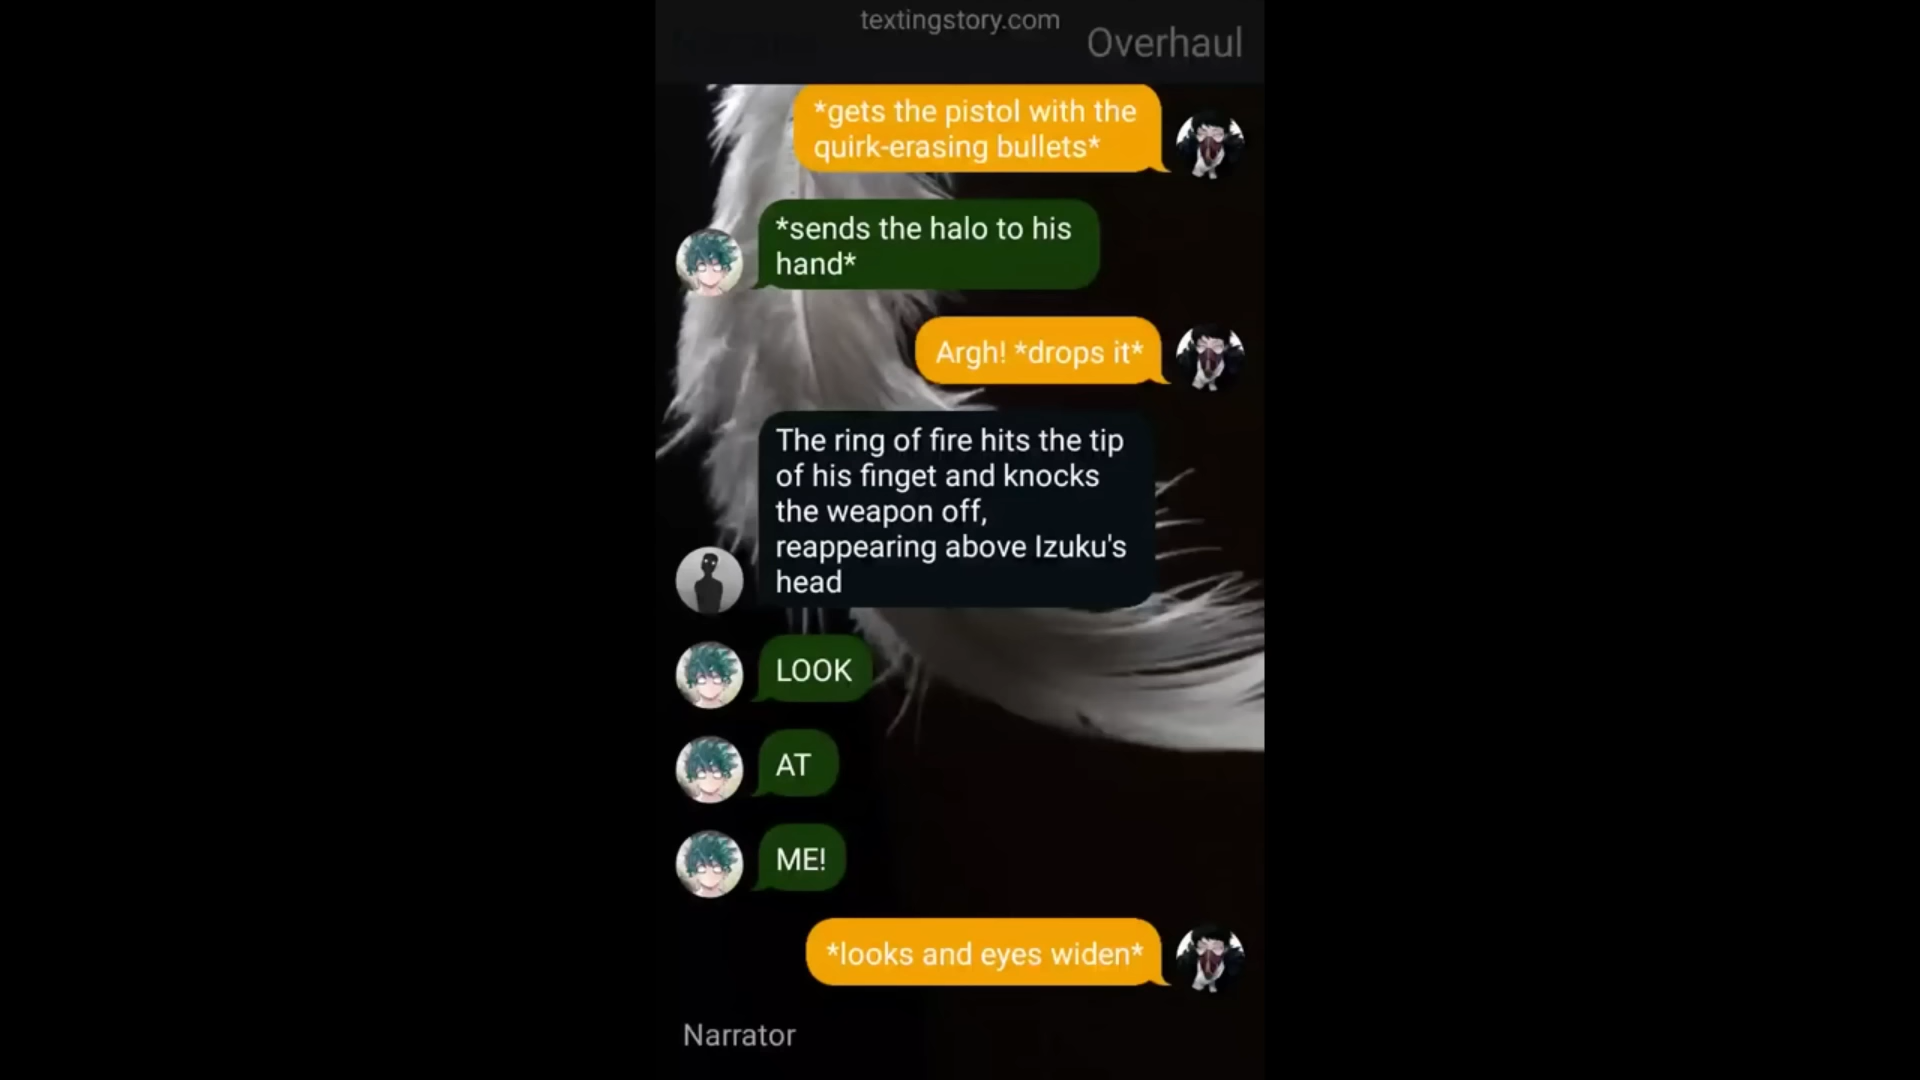 textingstory.com
Overhaul
*gets the pistol with the
quirk-erasing bullets*
*sends the halo to his
hand*
Argh! *drops it*
The ring of fire hits the tip
of his finget and knocks
the weapon off,
reappearing above Izuku's
head
LOOK
AT
ME!
*looks and eyes widen*
Narrator